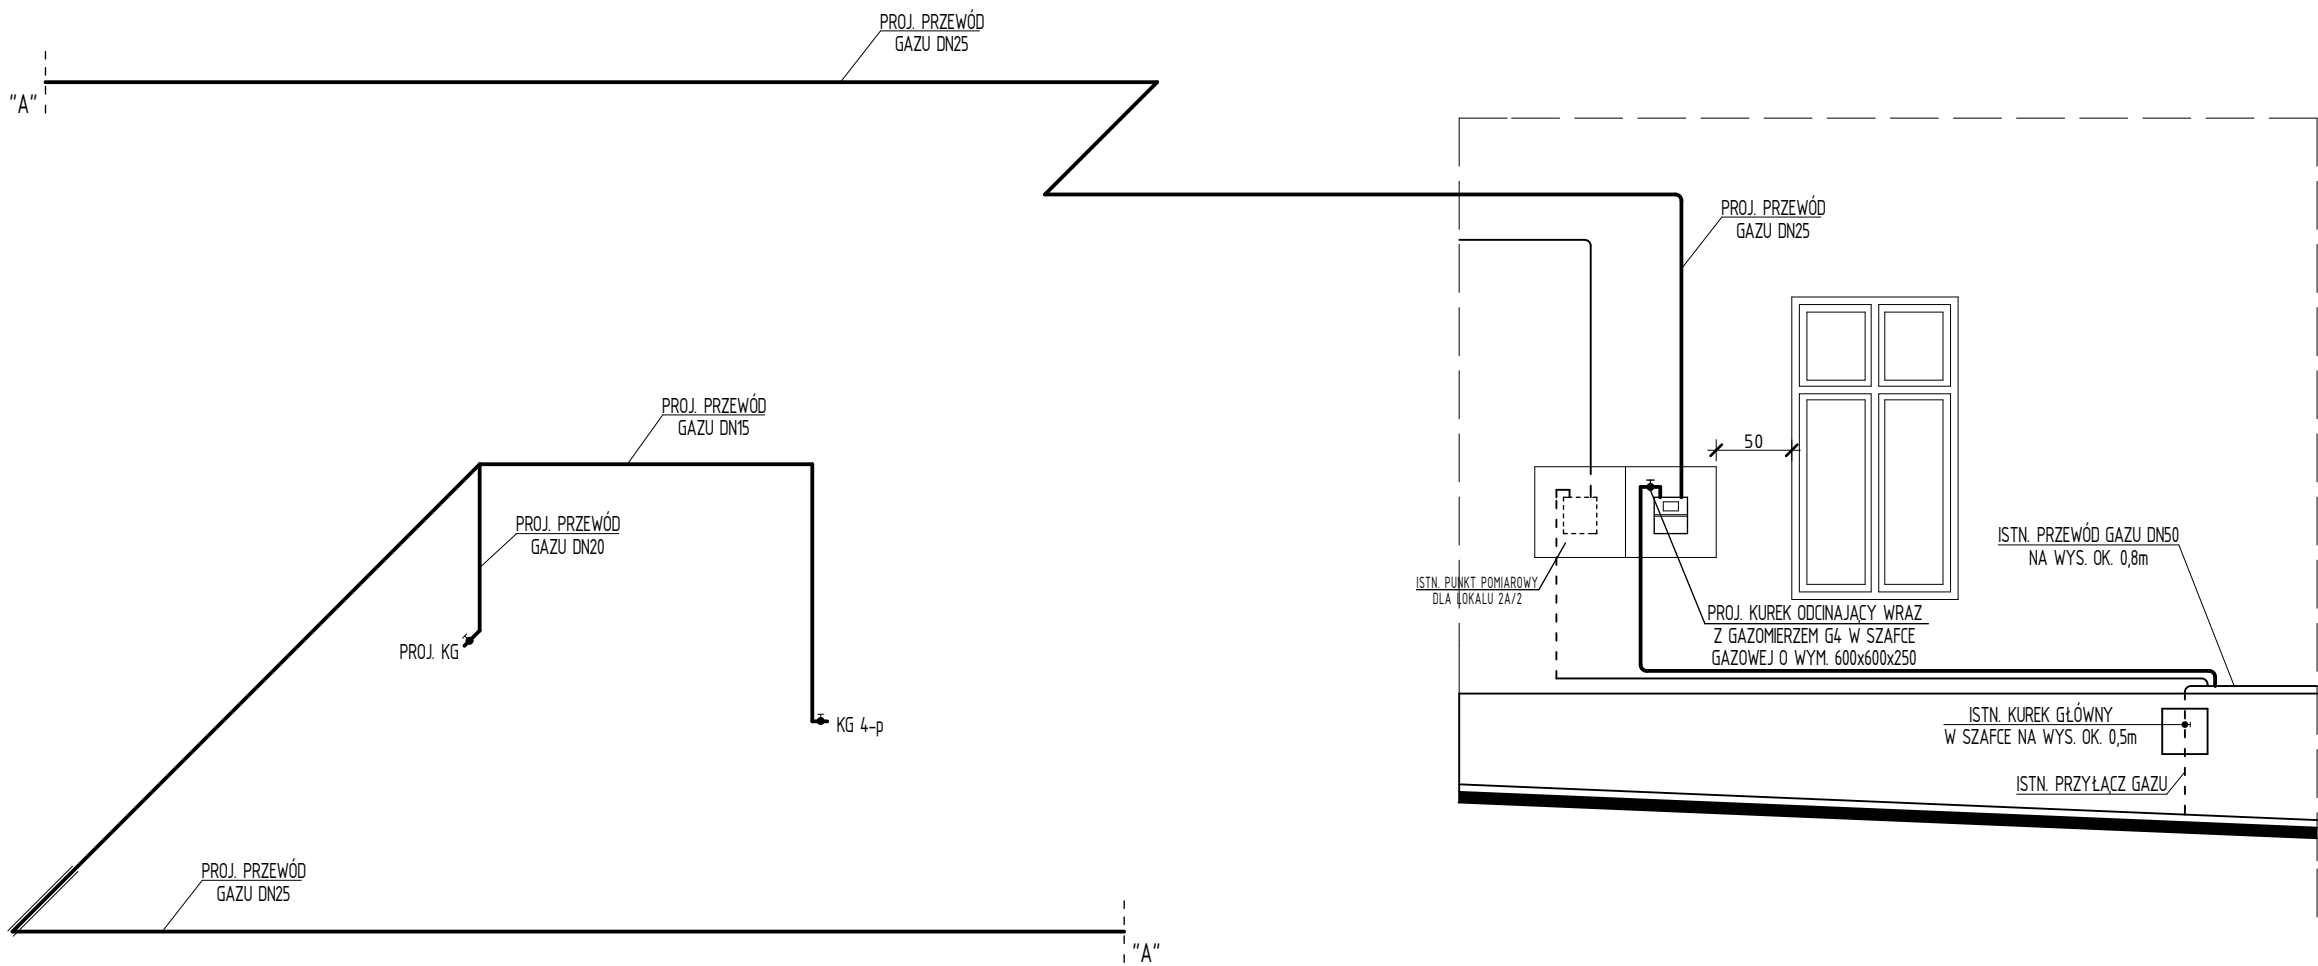 PROJ. PRZEWÓD
GAZU DN25
"A"
PROJ. PRZEWÓD
GAZU DN25
PROJ. PRZEWÓD
GAZU DN15
50
PROJ. PRZEWÓD
GAZU DN20
ISTN. PRZEWÓD GAZU DN50
NA WYS. OK. 0,8m
ISTN. PUNKT POMIAROWY
DLA LOKALU 2A/2
PROJ. KUREK ODCINAJĄCY WRAZ
Z GAZOMIERZEM G4 W SZAFCE
GAZOWEJ O WYM. 600x600x250
PROJ. KG
KG 4-p
ISTN. KUREK GŁÓWNY
W SZAFCE NA WYS. OK. 0,5m
ISTN. PRZYŁĄCZ GAZU
PROJ. PRZEWÓD
GAZU DN25
"A"